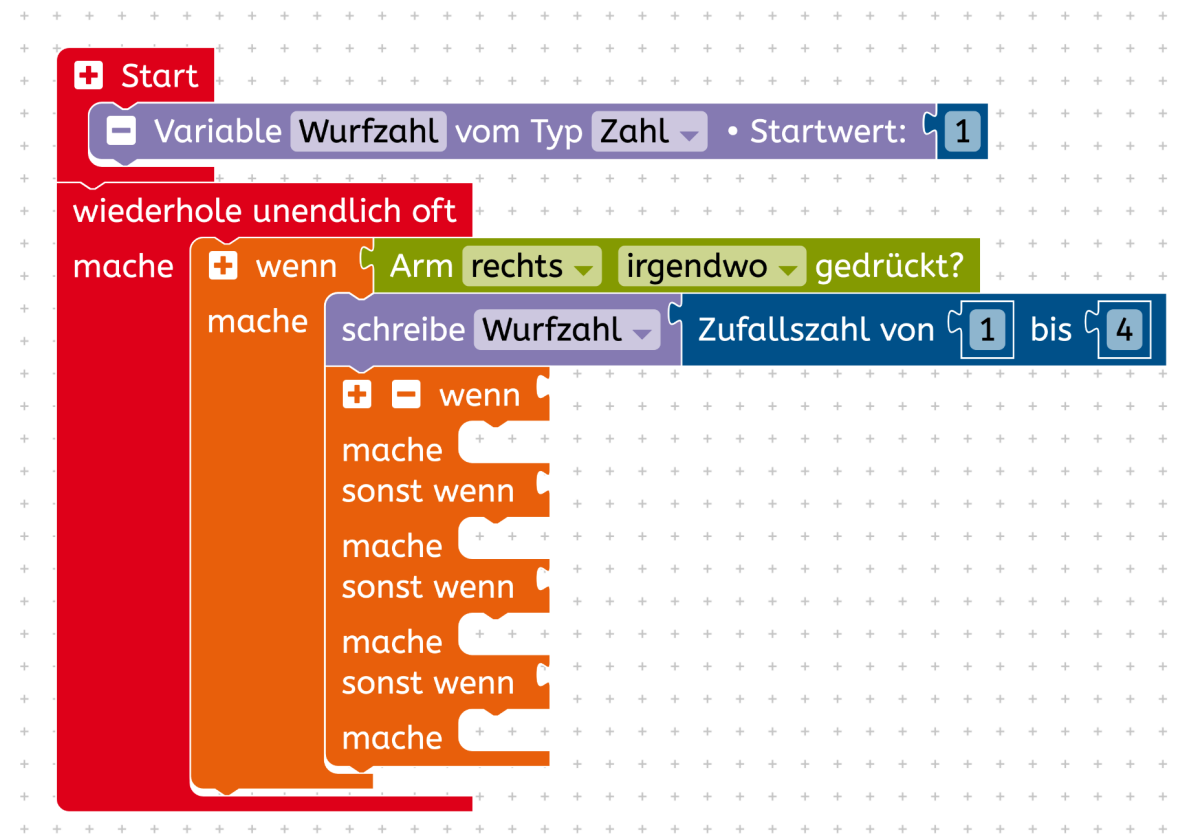 Start
Variable Wurfzahl vom Typ Zahl • Startwert: 1
wiederhole unendlich oft
mache wenn Arm rechts irgendwo gedrückt?
mache schreibe Wurfzahl Zufallszahl von 1 bis 4
wenn
mache
sonst wenn
mache
sonst wenn
mache
sonst wenn
mache